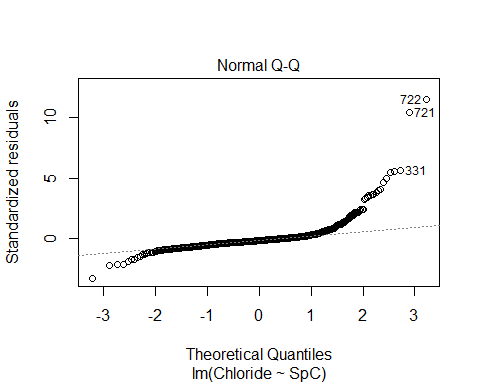 Normal Q-Q
Standardized residuals
10
5
0
722
721
331
-3 -2 -1 0 1 2 3
Theoretical Quantiles
lm(Chloride ~ SpC)